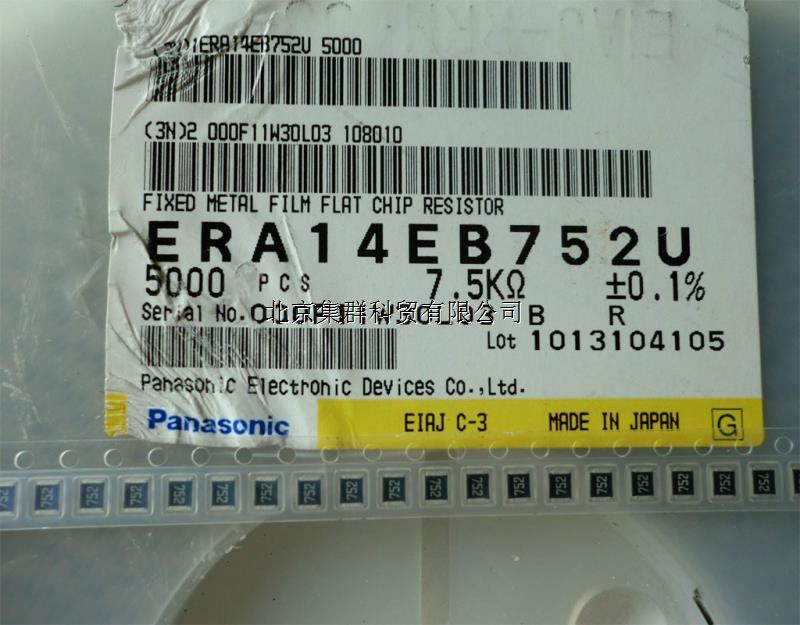 1ERA14EB752U 5000
(3N)2 000F11W30L03 108010
FIXED METAL FILM FLAT CHIP RESISTOR
ERA14EB752U
5000 PCS 7.5KΩ ±0.1%
Serial No. B R
北京集群科贸有限公司
Lot 1013104105
Panasonic Electronic Devices Co.,Ltd.
Panasonic EIAJ C-3 MADE IN JAPAN G
752 752 752 752 752 752 752 752 752 752 752 752 752 752 752 752 752 752 752